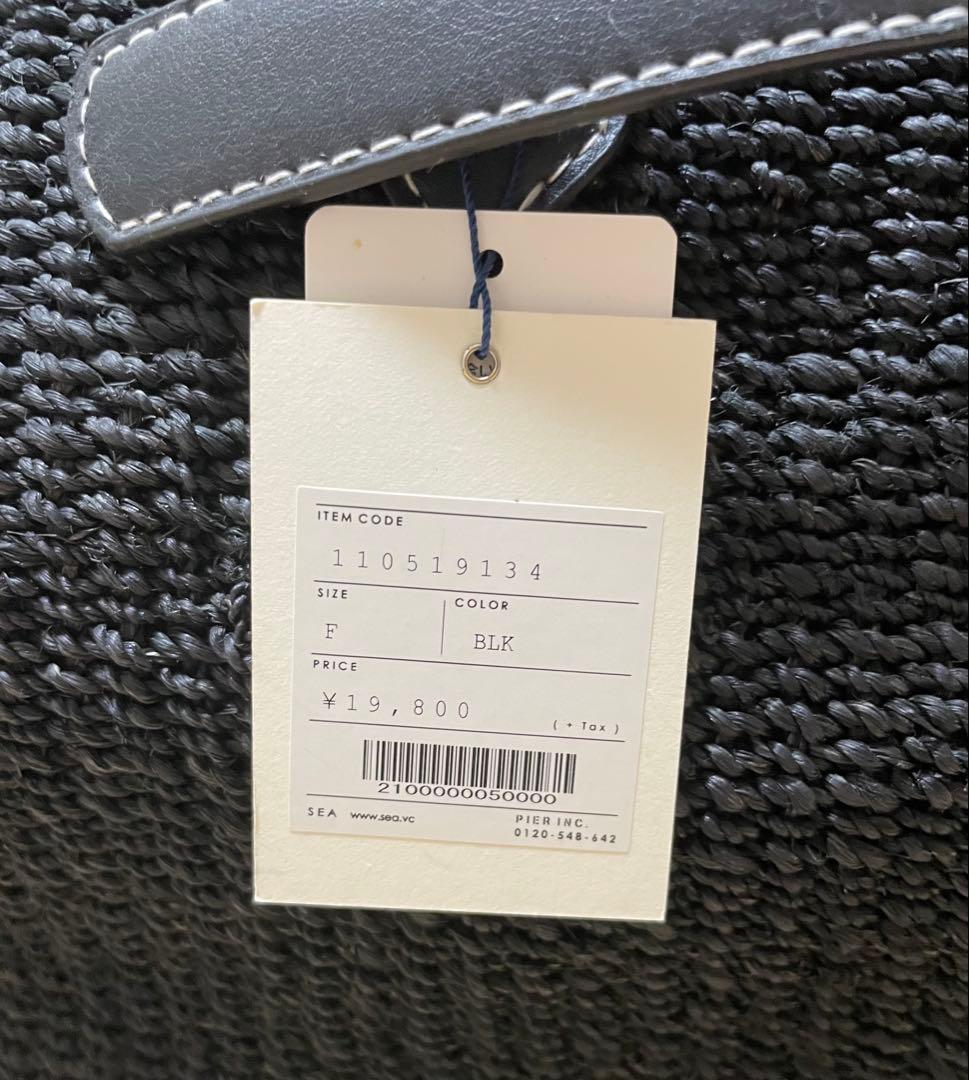 ITEM CODE
110519134
SIZE
COLOR
F
BLK
PRICE
¥19,800
( + Tax )
2100000050000
SEA www.sea.vc
PIER INC.
0120-548-642